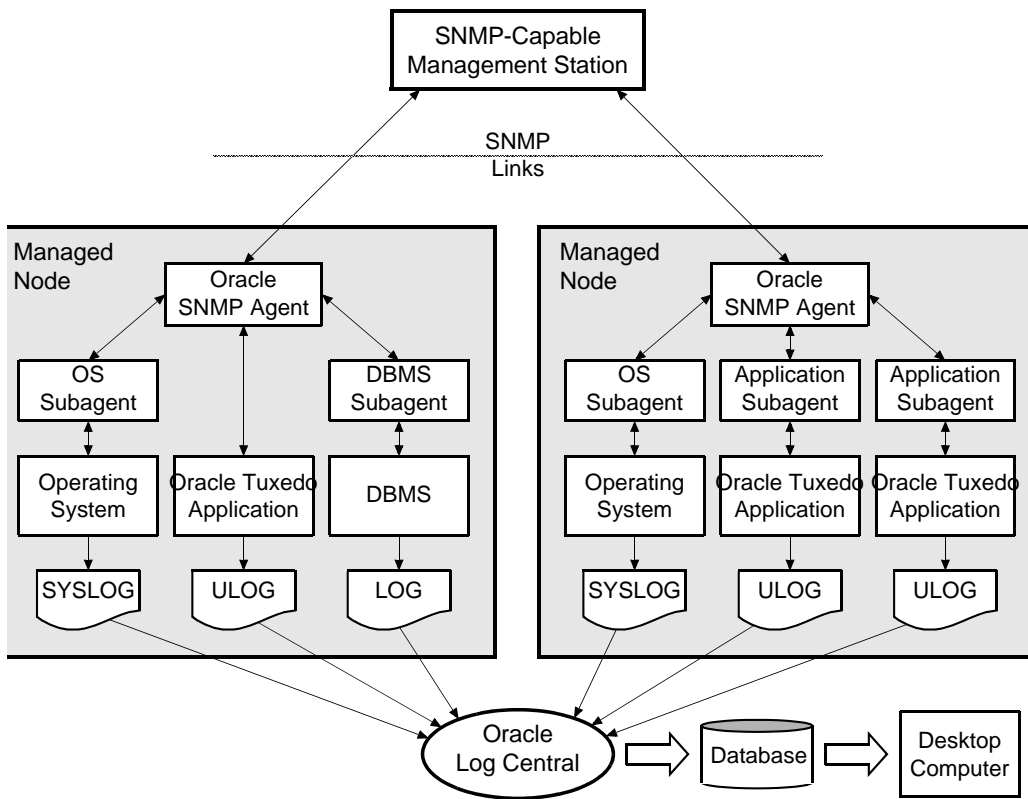 SNMP-Capable
Management Station
SNMP
Links
Managed
Node
Oracle
SNMP Agent
OS
Subagent
DBMS
Subagent
Operating
System
Oracle Tuxedo
Application
DBMS
SYSLOG
ULOG
LOG
Managed
Node
Oracle
SNMP Agent
OS
Subagent
Application
Subagent
Application
Subagent
Operating
System
Oracle Tuxedo
Application
Oracle Tuxedo
Application
SYSLOG
ULOG
ULOG
Oracle
Log Central
Database
Desktop
Computer